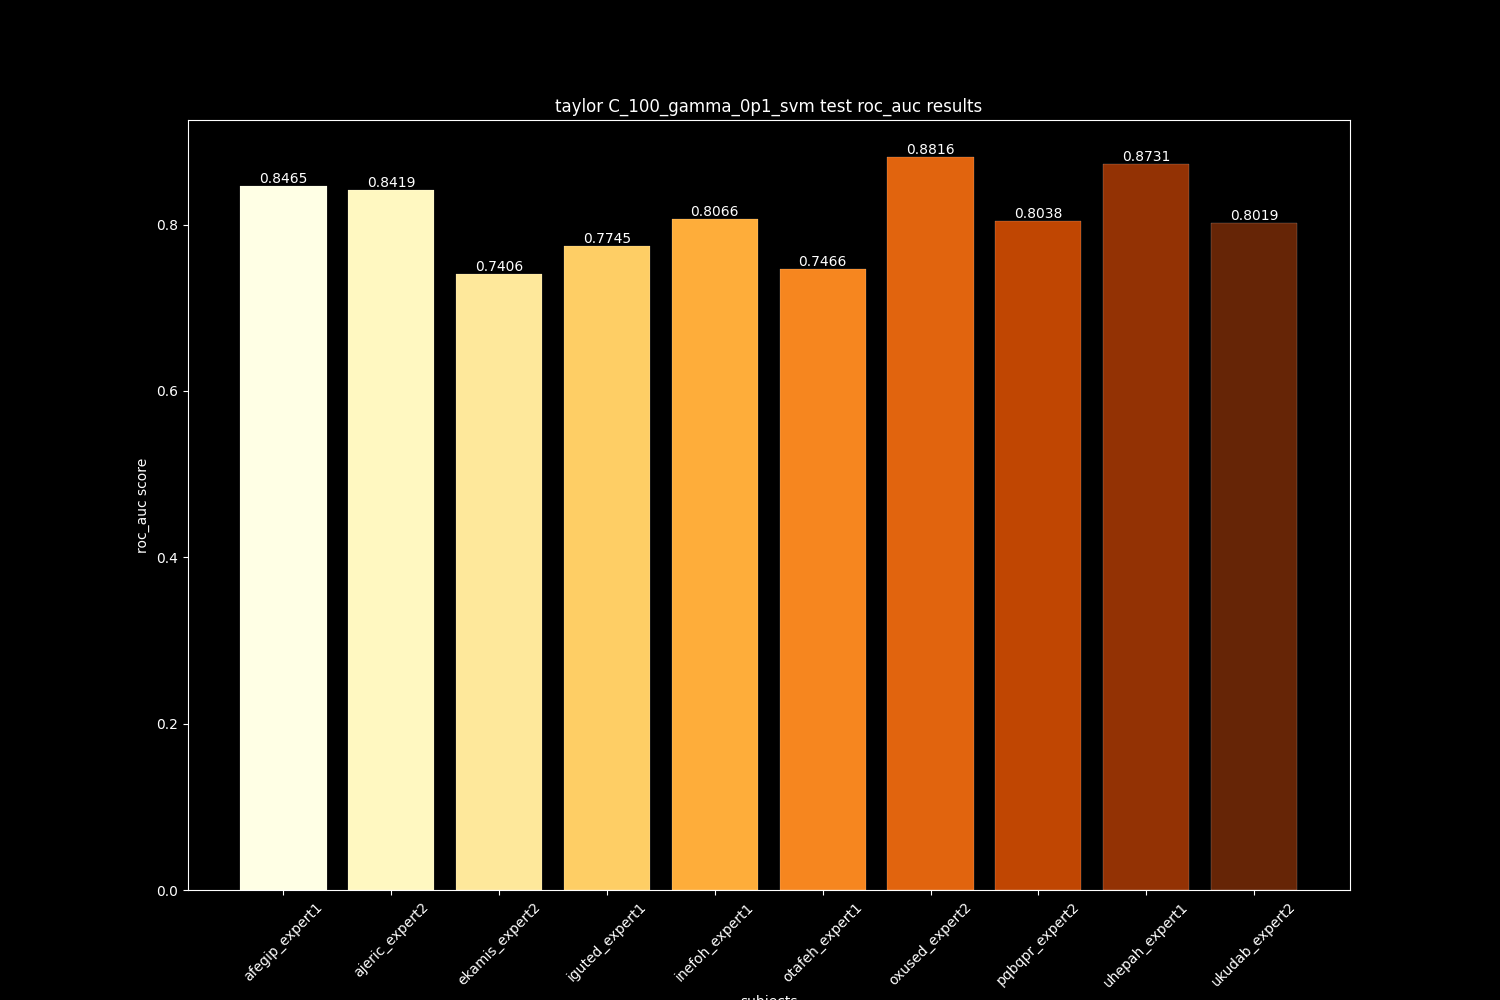 taylor C_100_gamma_0p1_svm test roc_auc results
0.8465
0.8419
0.7406
0.7745
0.8066
0.7466
0.8816
0.8038
0.8731
0.8019
0.8
0.6
0.4
0.2
0.0
roc_auc score
afegip_expert1
ajeric_expert2
ekamis_expert2
iguted_expert1
inefoh_expert1
otafeh_expert1
oxused_expert2
pqbqpr_expert2
uhepah_expert1
ukudab_expert2
subjects